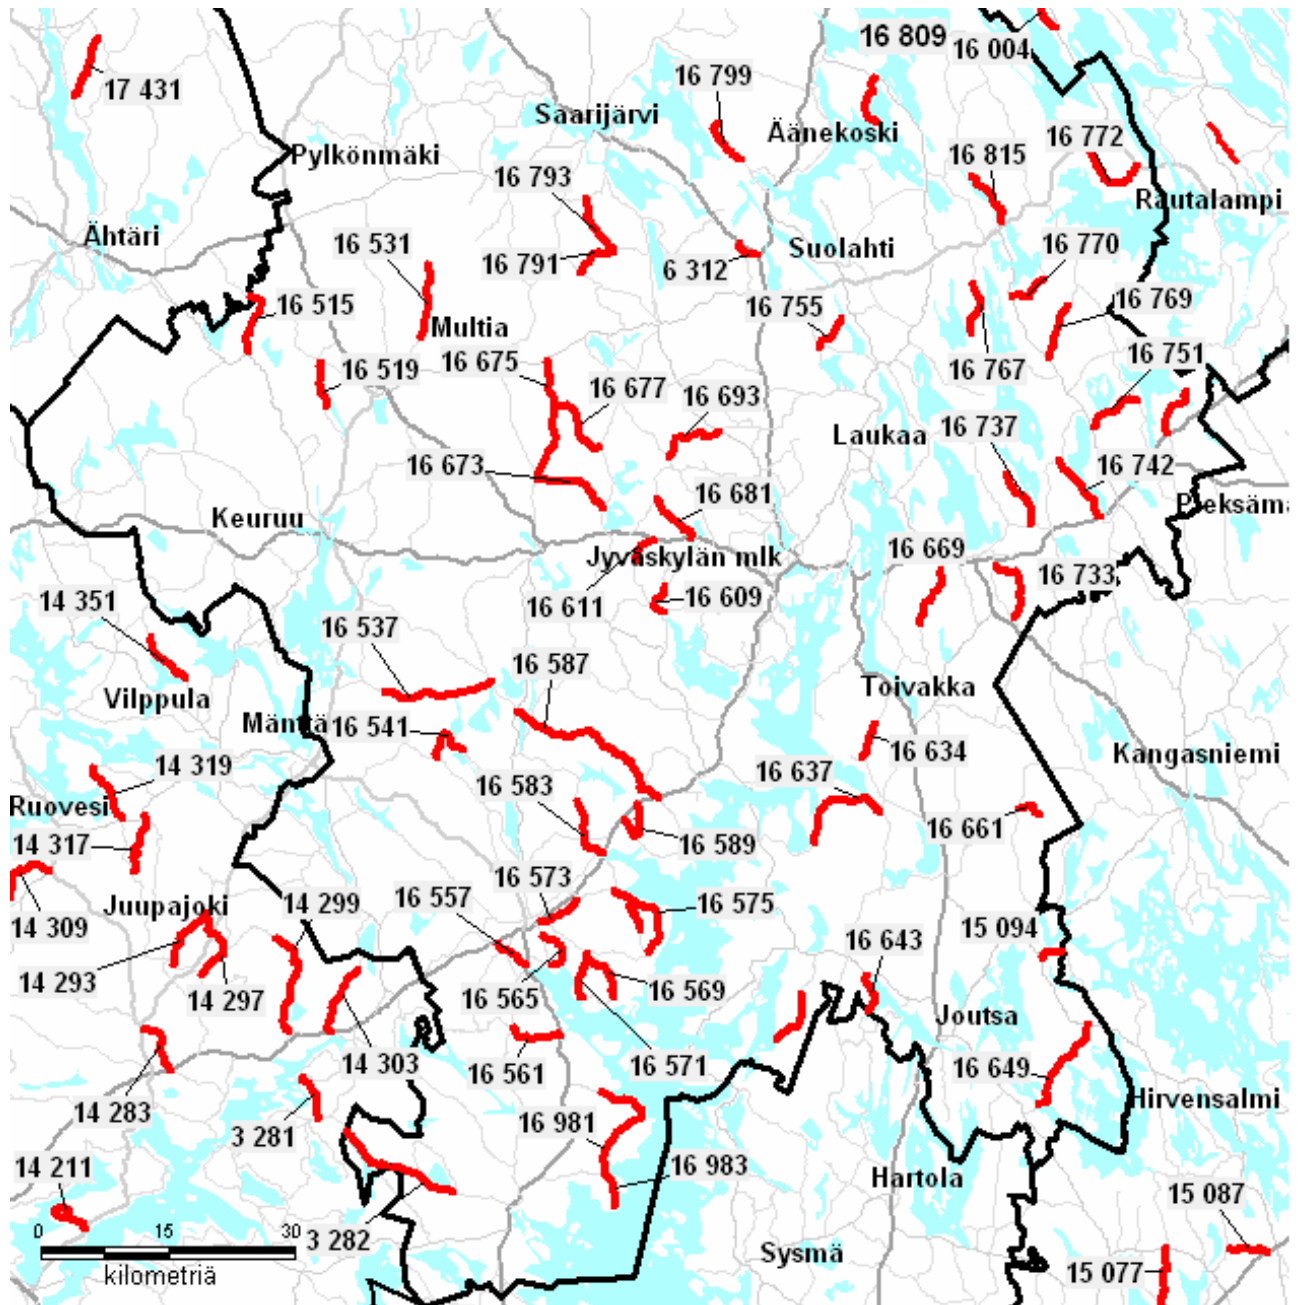 16 809
16 004
17 431
16 799
Saarijärvi
Äänekoski
16 772
Pylkönmäki
16 815
16 793
Rautalampi
Ähtäri
16 531
16 791
6 312
Suolahti
16 770
16 515
16 755
16 769
Multia
16 519
16 675
16 767
16 751
16 677
16 693
Laukaa
16 737
16 673
16 742
16 681
Keuruu
Pieksämä
Jyväskylän mlk
16 669
14 351
16 611
16 609
16 733
16 537
16 587
Vilppula
Toivakka
Mänttä
16 541
16 634
Kangasniemi
14 319
16 637
Ruovesi
16 583
14 317
16 589
16 661
16 573
Juupajoki
14 299
16 557
16 575
14 309
15 094
16 643
14 293
14 297
16 565
16 569
Joutsa
14 303
16 561
16 571
16 649
14 283
3 281
16 981
Hirvensalmi
14 211
16 983
Hartola
15 087
0 15 30
3 282
Sysmä
kilometriä
15 077